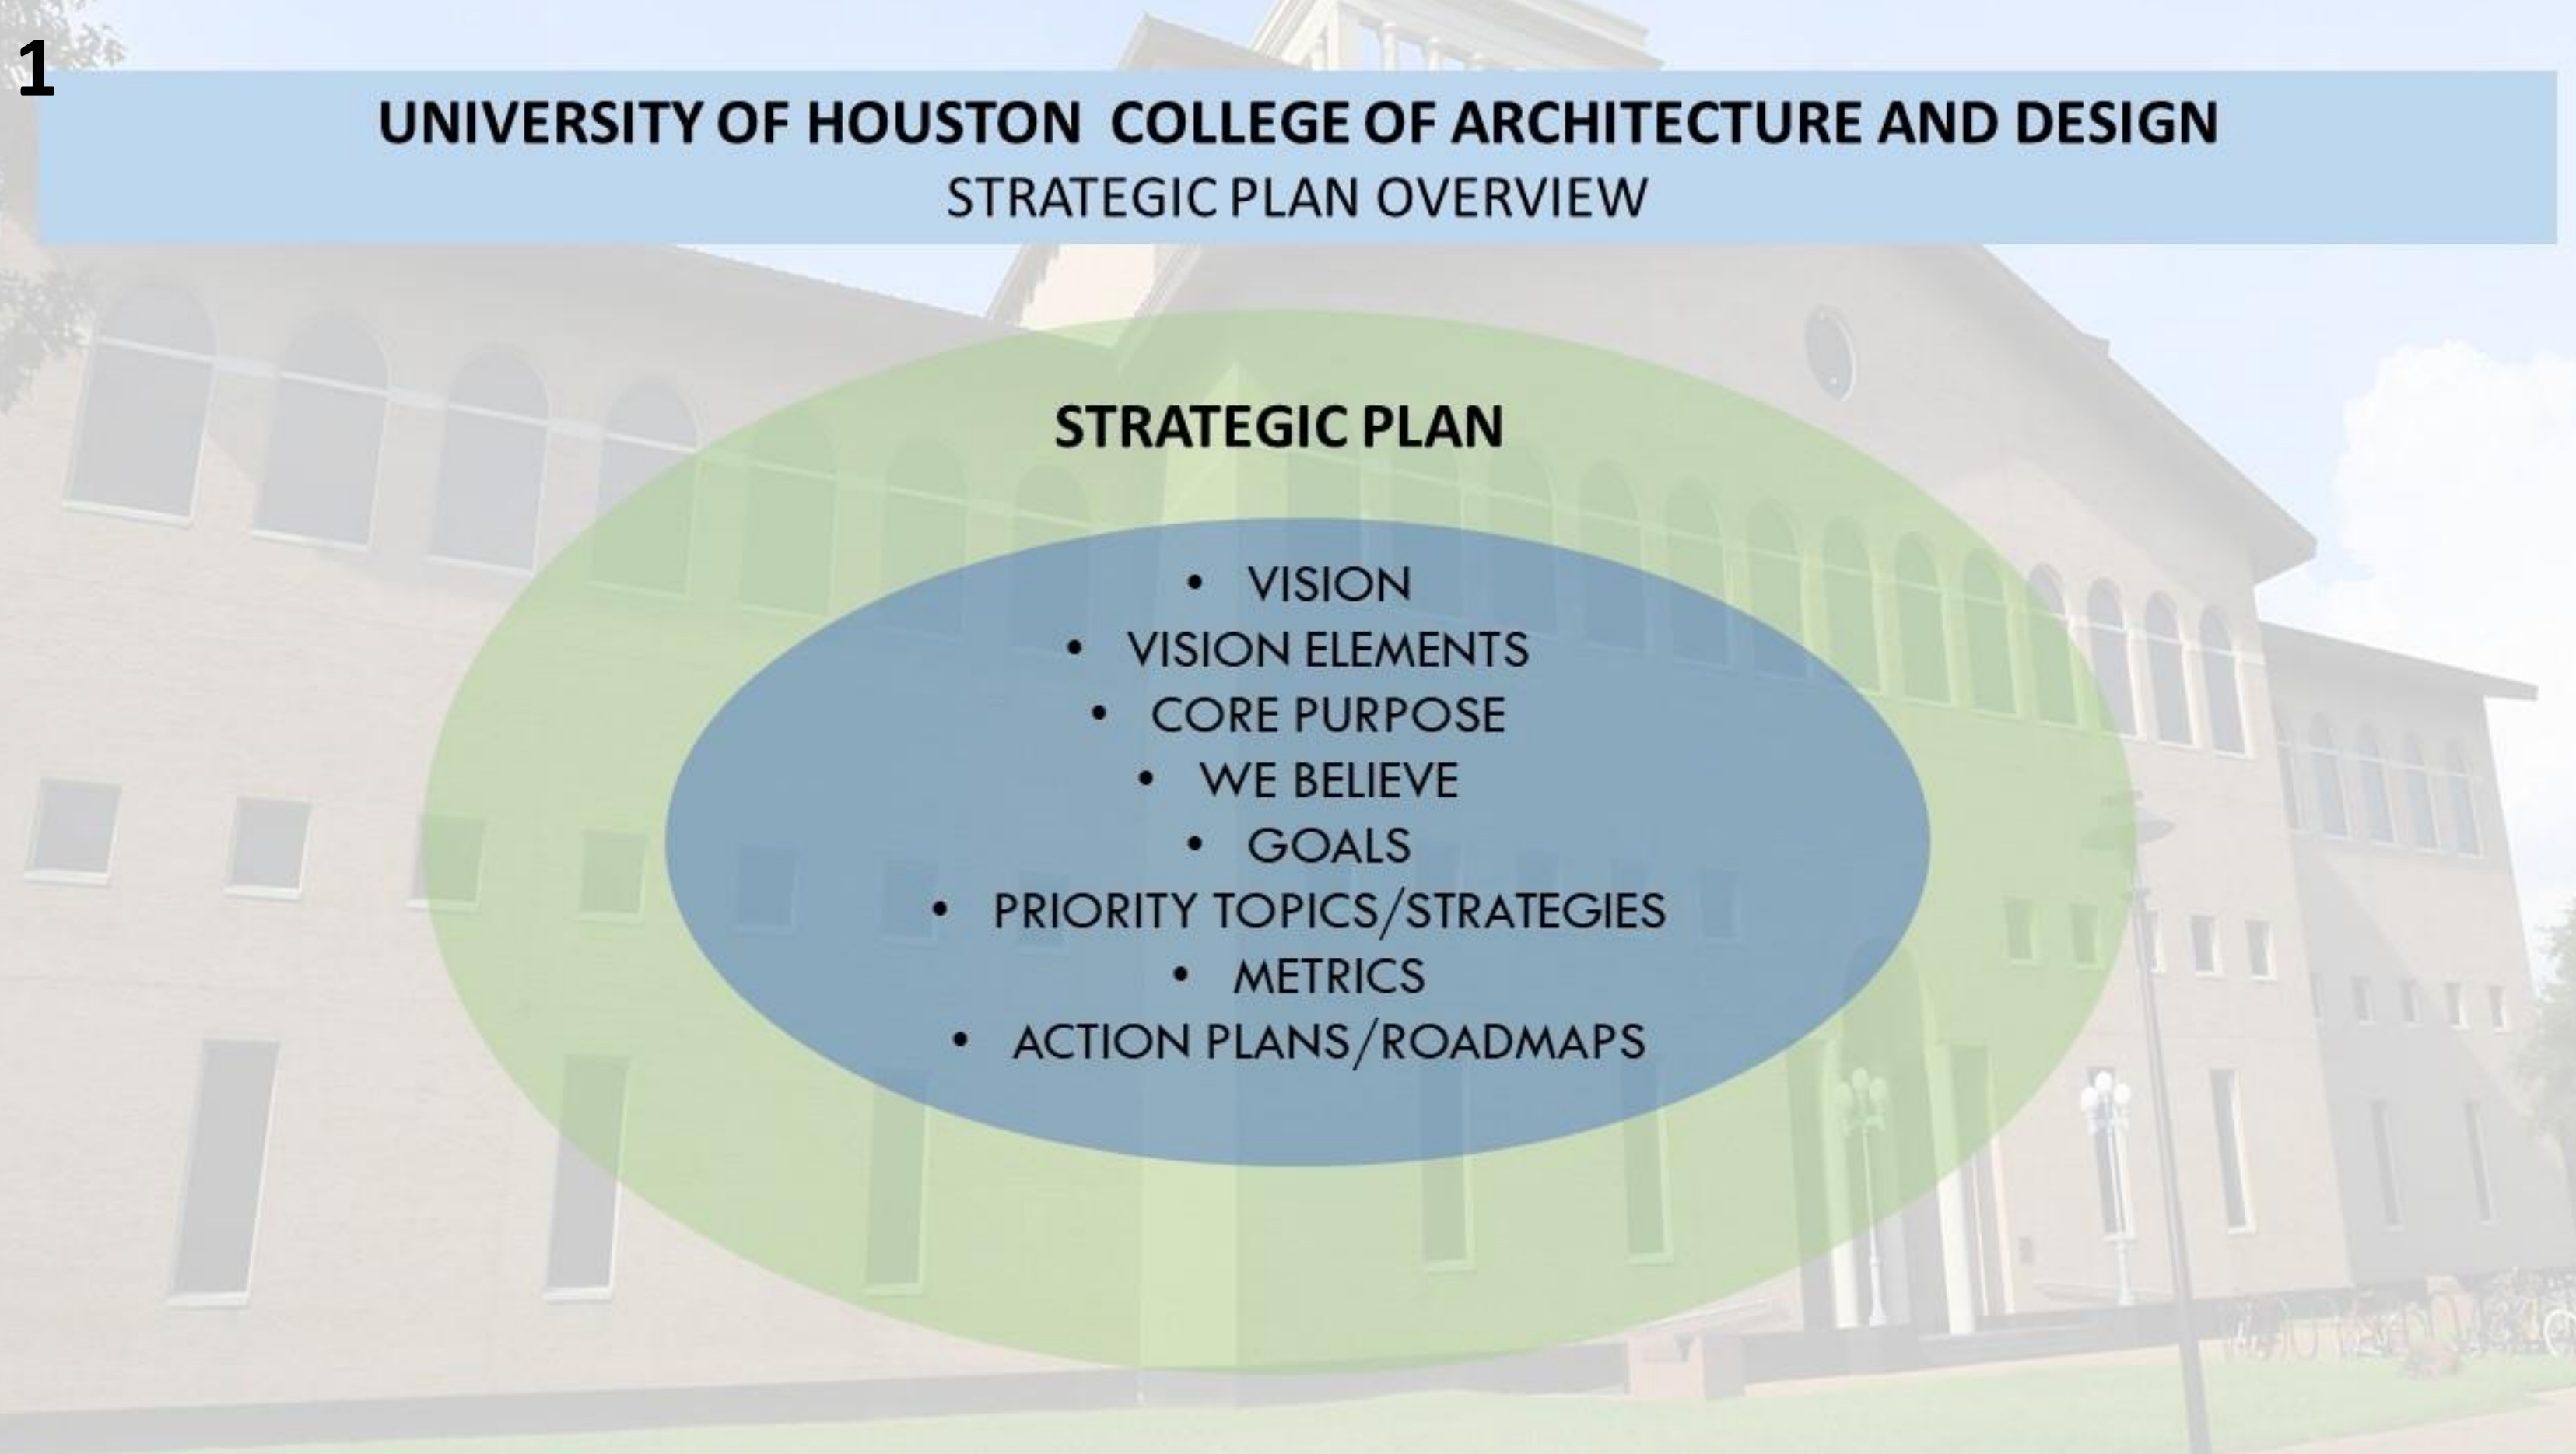 1
UNIVERSITY OF HOUSTON  COLLEGE OF ARCHITECTURE AND DESIGN
STRATEGIC PLAN OVERVIEW
STRATEGIC PLAN
• VISION
• VISION ELEMENTS
• CORE PURPOSE
• WE BELIEVE
• GOALS
• PRIORITY TOPICS/STRATEGIES
• METRICS
• ACTION PLANS/ROADMAPS